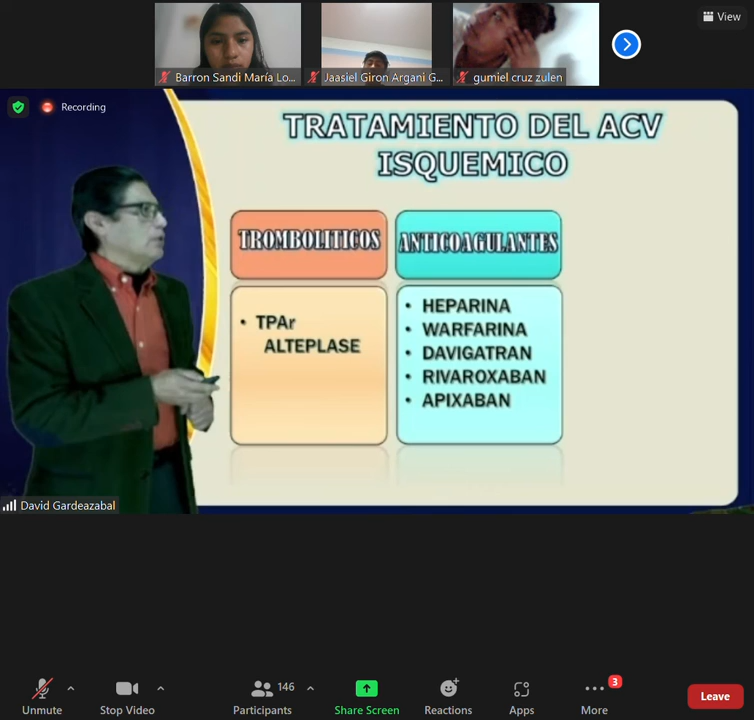 View
Barron Sandi María Lo...
Jaasiel Giron Argani G...
gumiel cruz zulen
Recording
TRATAMIENTO DEL ACV
ISQUEMICO
TROMBOLITICOS
ANTICOAGULANTES
• TPAr
ALTEPLASE
• HEPARINA
• WARFARINA
• DAVIGATRAN
• RIVAROXABAN
• APIXABAN
David Gardeazabal
Unmute
Stop Video
146
Participants
Share Screen
Reactions
Apps
3
More
Leave